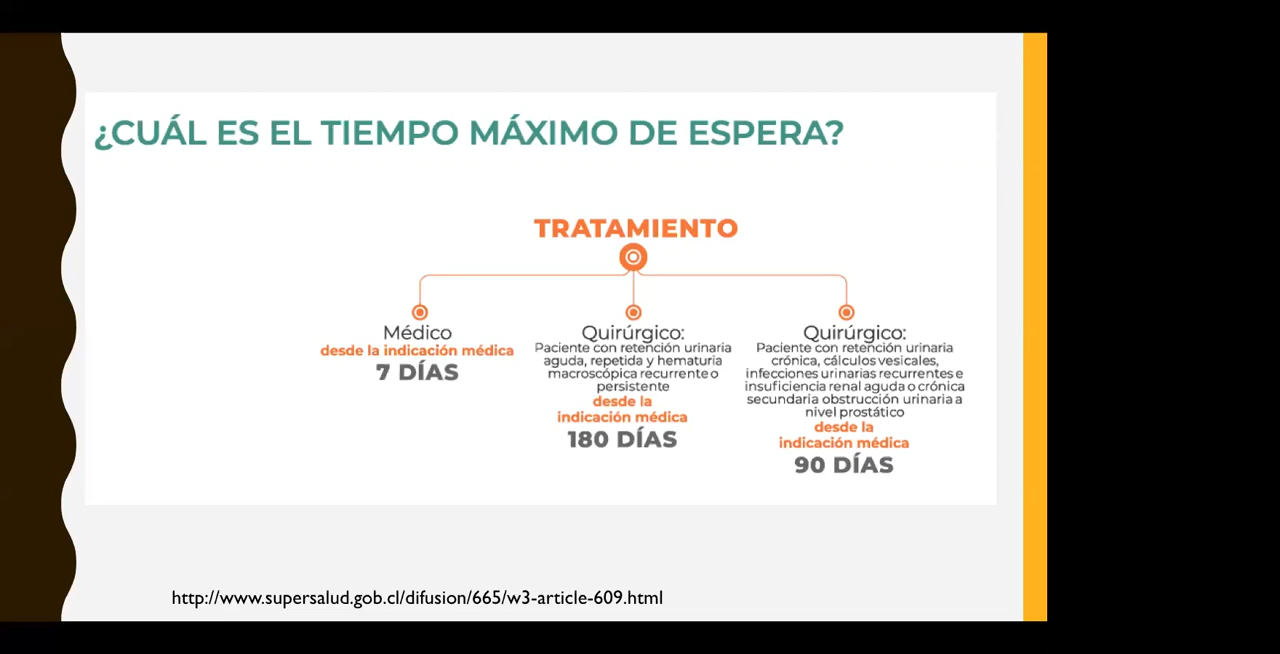 ¿CUÁL ES EL TIEMPO MÁXIMO DE ESPERA?
TRATAMIENTO
Médico
desde la indicación médica
7 DÍAS
Quirúrgico:
Paciente con retención urinaria
aguda, repetida y hematuria
macroscópica recurrente o
persistente
desde la
indicación médica
180 DÍAS
Quirúrgico:
Paciente con retención urinaria
crónica, cálculos vesicales,
infecciones urinarias recurrentes e
insuficiencia renal aguda o crónica
secundaria obstrucción urinaria a
nivel prostático
desde la
indicación médica
90 DÍAS
http://www.supersalud.gob.cl/difusion/665/w3-article-609.html